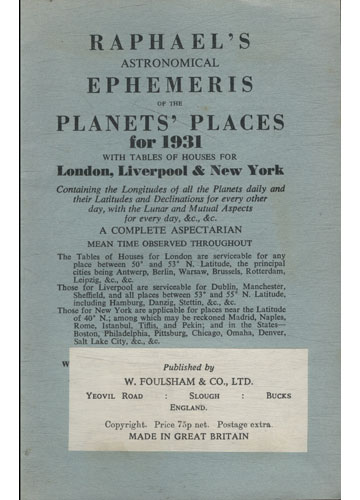 RAPHAEL'S
ASTRONOMICAL
EPHEMERIS
OF THE
PLANETS' PLACES
for 1931
WITH TABLES OF HOUSES FOR
London, Liverpool & New York
Containing the Longitudes of all the Planets daily and
their Latitudes and Declinations for every other
day, with the Lunar and Mutual Aspects
for every day, &c., &c.
A COMPLETE ASPECTARIAN
MEAN TIME OBSERVED THROUGHOUT
The Tables of Houses for London are serviceable for any
place between 50° and 53° N. Latitude, the principal
cities being Antwerp, Berlin, Warsaw, Brussels, Rotterdam,
Leipzig, &c., &c.
Those for Liverpool are serviceable for Dublin, Manchester,
Sheffield, and all places between 53° and 55° N. Latitude,
including Hamburg, Danzig, Stettin, &c., &c.
Those for New York are applicable for places near the Latitude
of 40° N.; among which may be reckoned Madrid, Naples,
Rome, Istanbul, Tiflis, and Pekin; and in the States—
Boston, Philadelphia, Pittsburg, Chicago, Omaha, Denver,
Salt Lake City, &c., &c.
W
Published by
W. FOULSHAM & CO., LTD.
YEOVIL ROAD : SLOUGH : BUCKS
ENGLAND.
Copyright. Price 75p net. Postage extra.
MADE IN GREAT BRITAIN